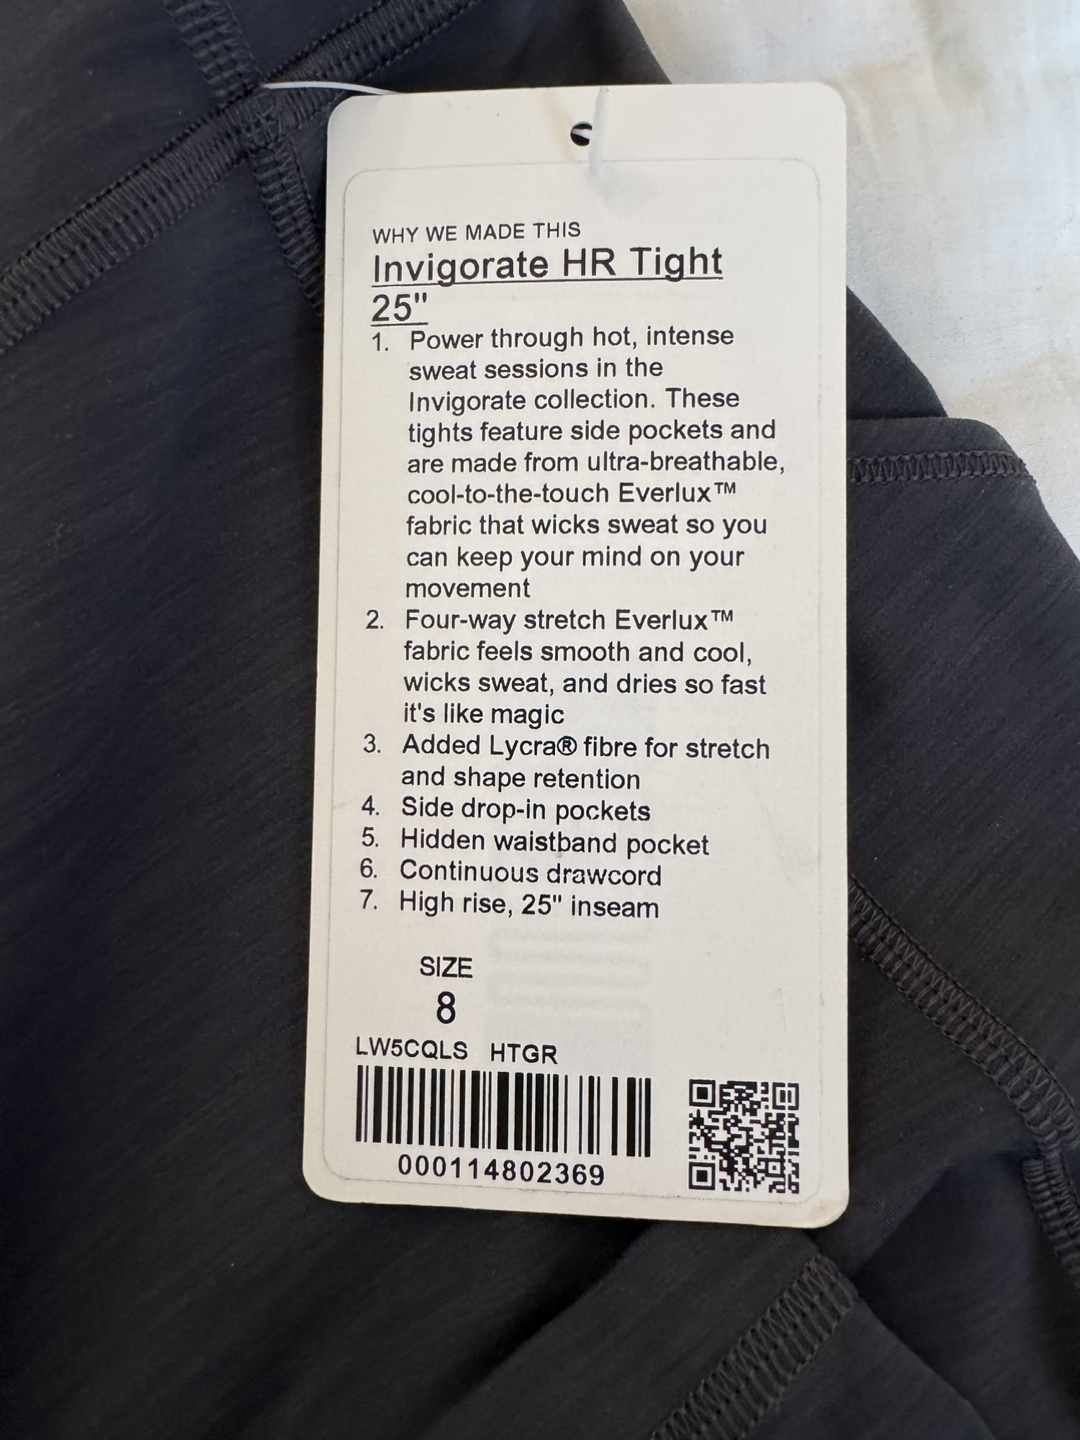 WHY WE MADE THIS
Invigorate HR Tight
25"
1. Power through hot, intense
sweat sessions in the
Invigorate collection. These
tights feature side pockets and
are made from ultra-breathable,
cool-to-the-touch Everlux™
fabric that wicks sweat so you
can keep your mind on your
movement
2. Four-way stretch Everlux™
fabric feels smooth and cool,
wicks sweat, and dries so fast
it's like magic
3. Added Lycra® fibre for stretch
and shape retention
4. Side drop-in pockets
5. Hidden waistband pocket
6. Continuous drawcord
7. High rise, 25" inseam
SIZE
8
LW5CQLS HTGR
000114802369